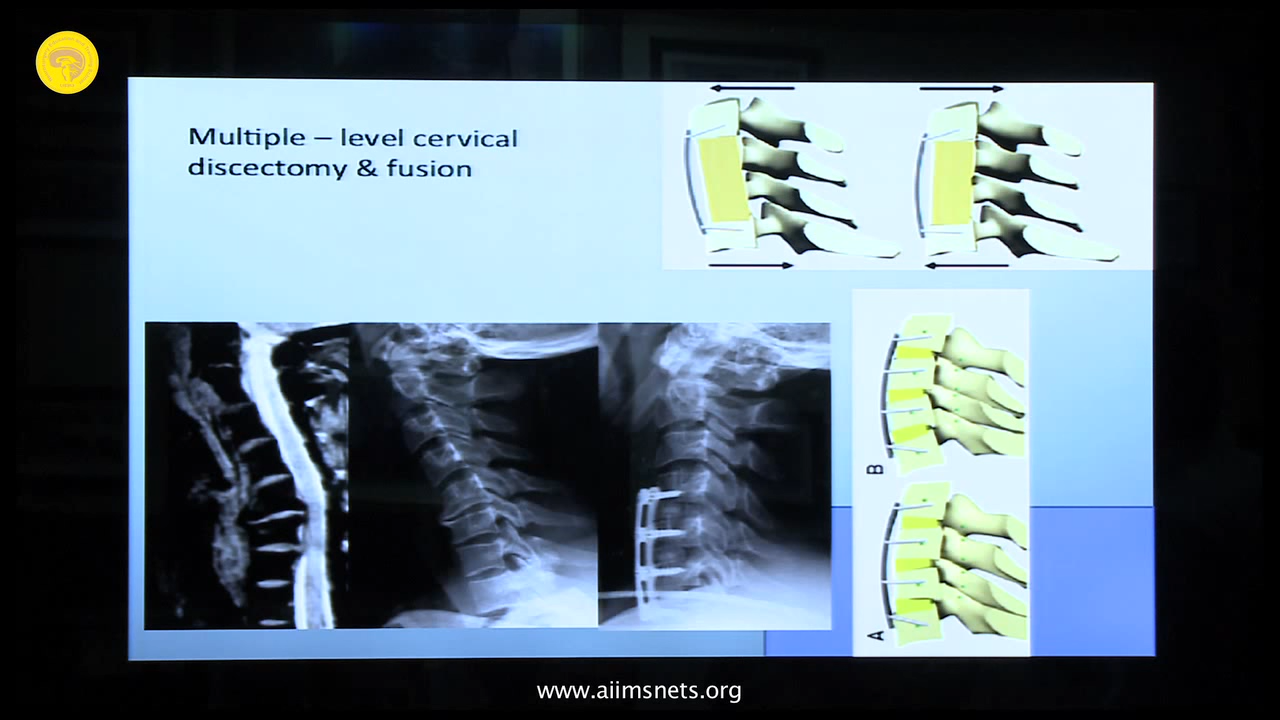 Multiple – level cervical
discectomy & fusion
B
A
www.aiimsnets.org